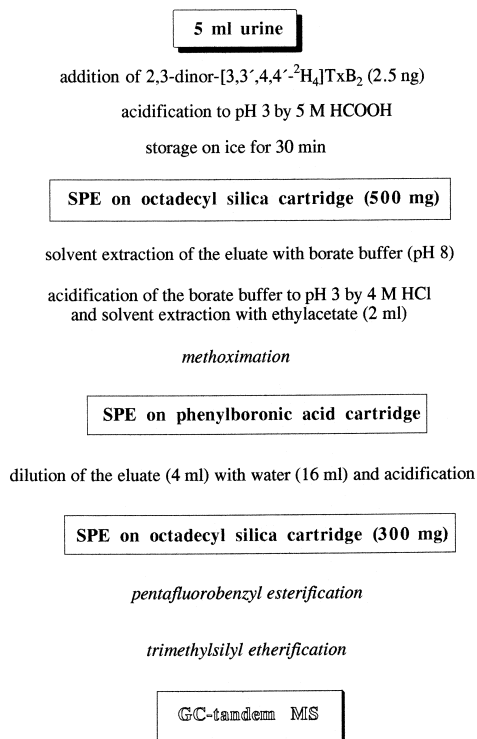 5 ml urine
addition of 2,3-dinor-[3,3´,4,4´-²H₄]TxB₂ (2.5 ng)
acidification to pH 3 by 5 M HCOOH
storage on ice for 30 min
SPE on octadecyl silica cartridge (500 mg)
solvent extraction of the eluate with borate buffer (pH 8)
acidification of the borate buffer to pH 3 by 4 M HCl
and solvent extraction with ethylacetate (2 ml)
methoximation
SPE on phenylboronic acid cartridge
dilution of the eluate (4 ml) with water (16 ml) and acidification
SPE on octadecyl silica cartridge (300 mg)
pentafluorobenzyl esterification
trimethylsilyl etherification
GC-tandem MS